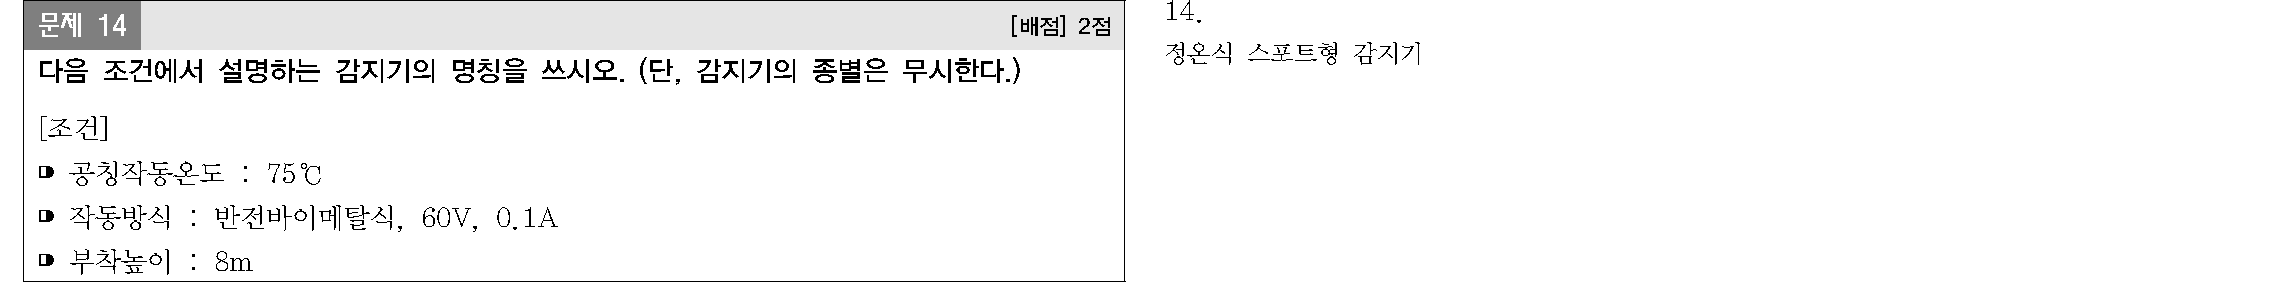 문제 14
[배점] 2점
다음 조건에서 설명하는 감지기의 명칭을 쓰시오. (단, 감지기의 종별은 무시한다.)
[조건]
공칭작동온도 : 75℃
작동방식 : 반전바이메탈식, 60V, 0.1A
부착높이 : 8m
14.
정온식 스포트형 감지기